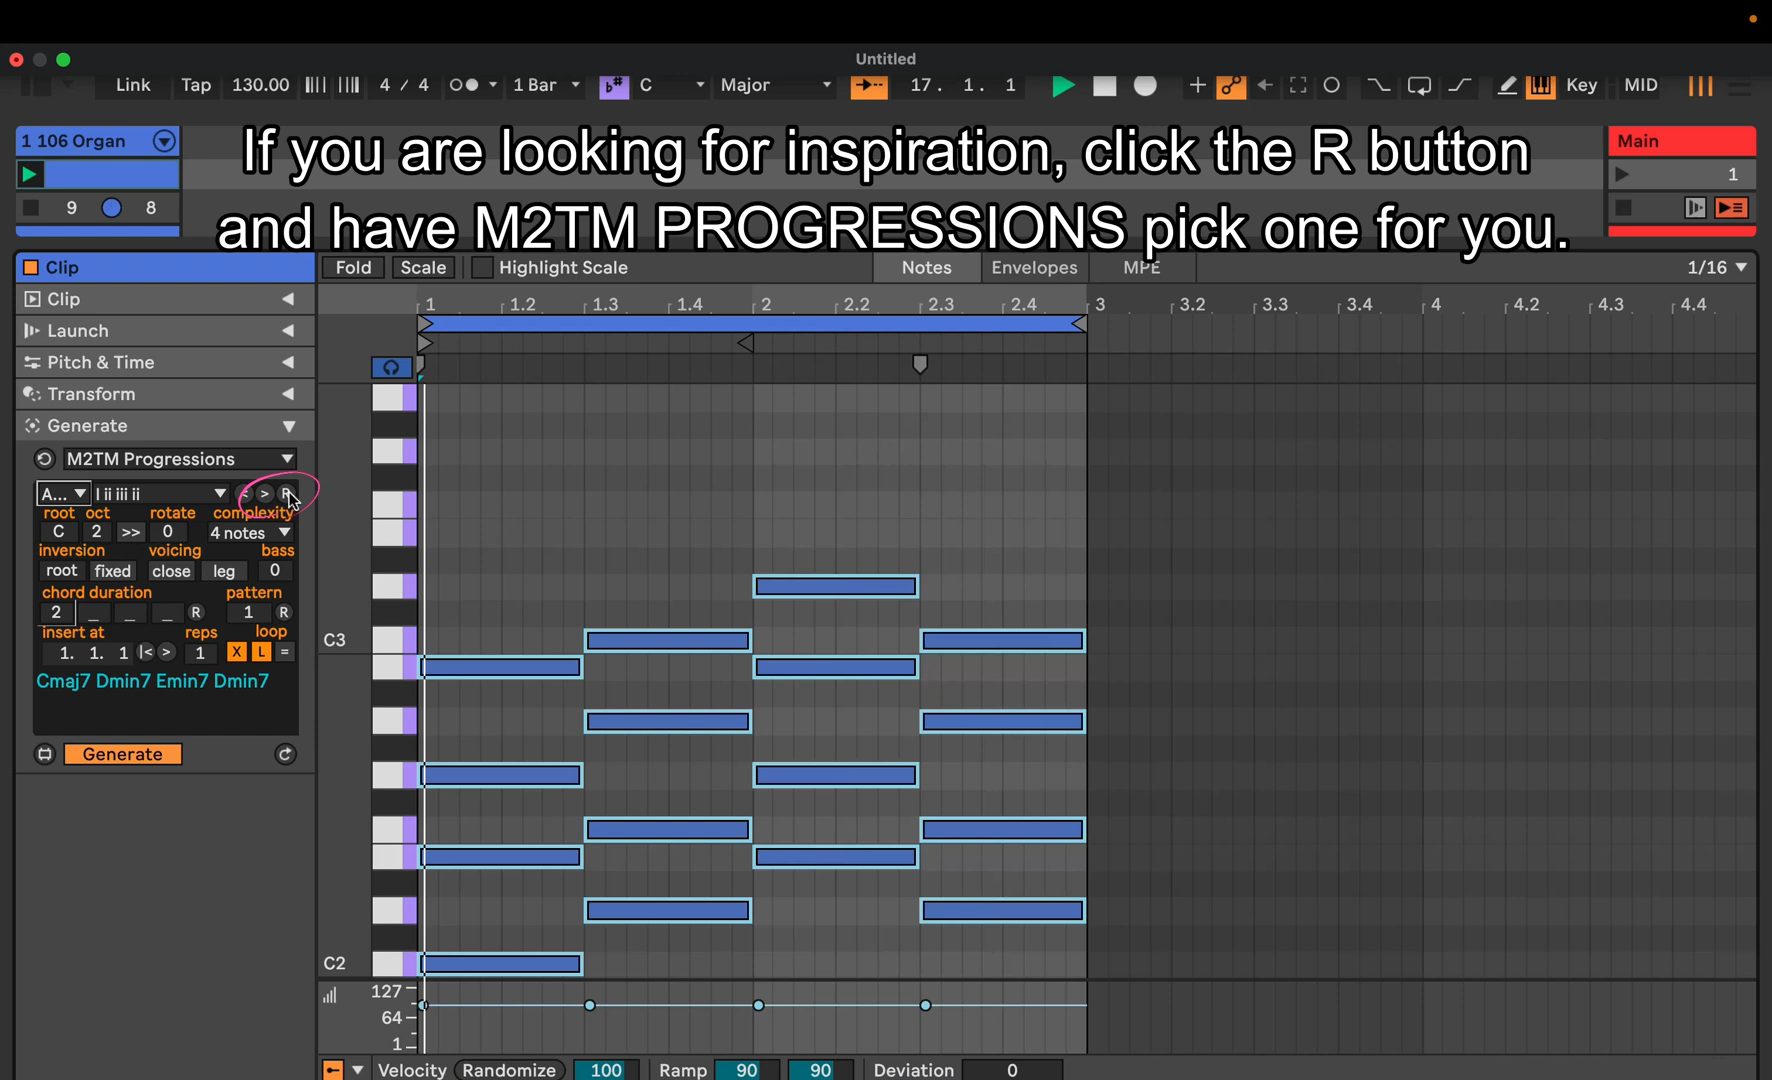 Untitled
Link Tap 130.00 4 / 4 1 Bar C Major 17. 1. 1 Key MID
1 106 Organ
If you are looking for inspiration, click the R button
Main
1
9 8
and have M2TM PROGRESSIONS pick one for you.
Clip
Fold Scale Highlight Scale Notes Envelopes MPE 1/16
Clip
1 1.2 1.3 1.4 2 2.2 2.3 2.4 3 3.2 3.3 3.4 4 4.2 4.3 4.4
Launch
Pitch & Time
Transform
Generate
M2TM Progressions
A... I ii iii ii < > R
root oct rotate complexity
C 2 >> 0 4 notes
inversion voicing bass
root fixed close leg 0
chord duration pattern
2 _ _ _ R 1 R
insert at reps loop
1. 1. 1 |< > 1 X L =
Cmaj7 Dmin7 Emin7 Dmin7
Generate
C3
C2
127
64
1
Velocity Randomize 100 Ramp 90 90 Deviation 0